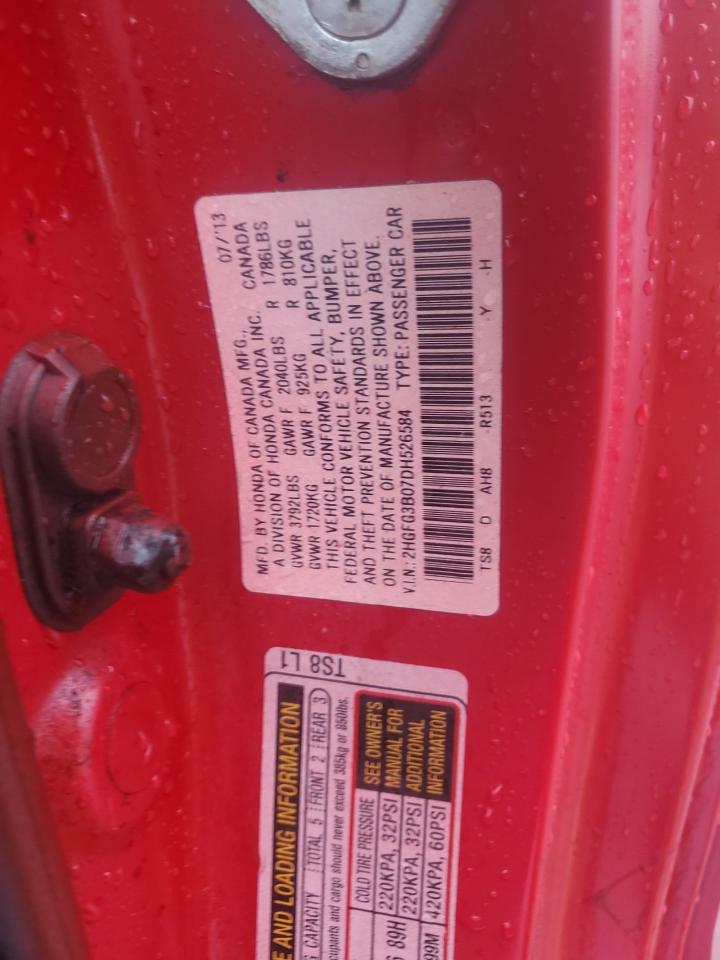 MFD. BY HONDA OF CANADA MFG., 07/'13
A DIVISION OF HONDA CANADA INC. CANADA
GVWR 3792LBS GAWR F 2040LBS R 1786LBS
GVWR 1720KG GAWR F 925KG R 810KG
THIS VEHICLE CONFORMS TO ALL APPLICABLE
FEDERAL MOTOR VEHICLE SAFETY, BUMPER,
AND THEFT PREVENTION STANDARDS IN EFFECT
ON THE DATE OF MANUFACTURE SHOWN ABOVE.
V.I.N.: 2HGFG3B07DH526584 TYPE: PASSENGER CAR
TS8 D AH8 -R513 -Y -H
TS8 L1
E AND LOADING INFORMATION
CAPACITY TOTAL 5 FRONT 2 REAR 3
cupants and cargo should never exceed 385kg or 850lbs.
COLD TIRE PRESSURE
220KPA, 32PSI
89H 220KPA, 32PSI
99M 420KPA, 60PSI
SEE OWNER'S
MANUAL FOR
ADDITIONAL
INFORMATION